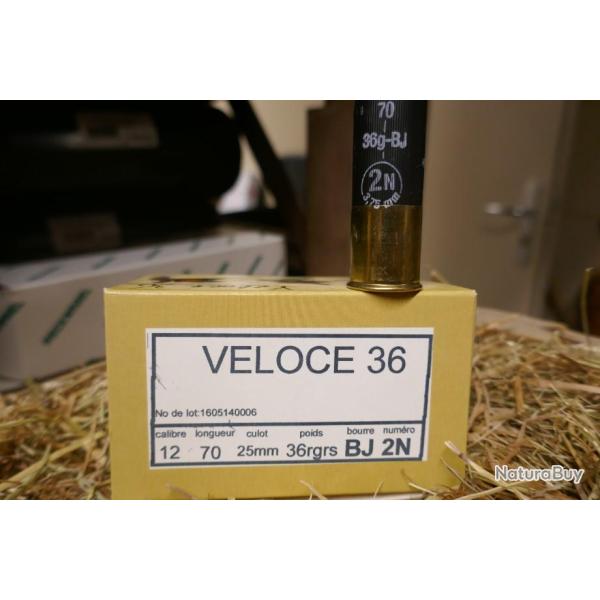 70
36g-BJ
2N
3,75 mm
VELOCE 36
No de lot:1605140006
calibre longueur culot poids bourre numéro
12 70 25mm 36rgrs BJ 2N
NaturaBuy